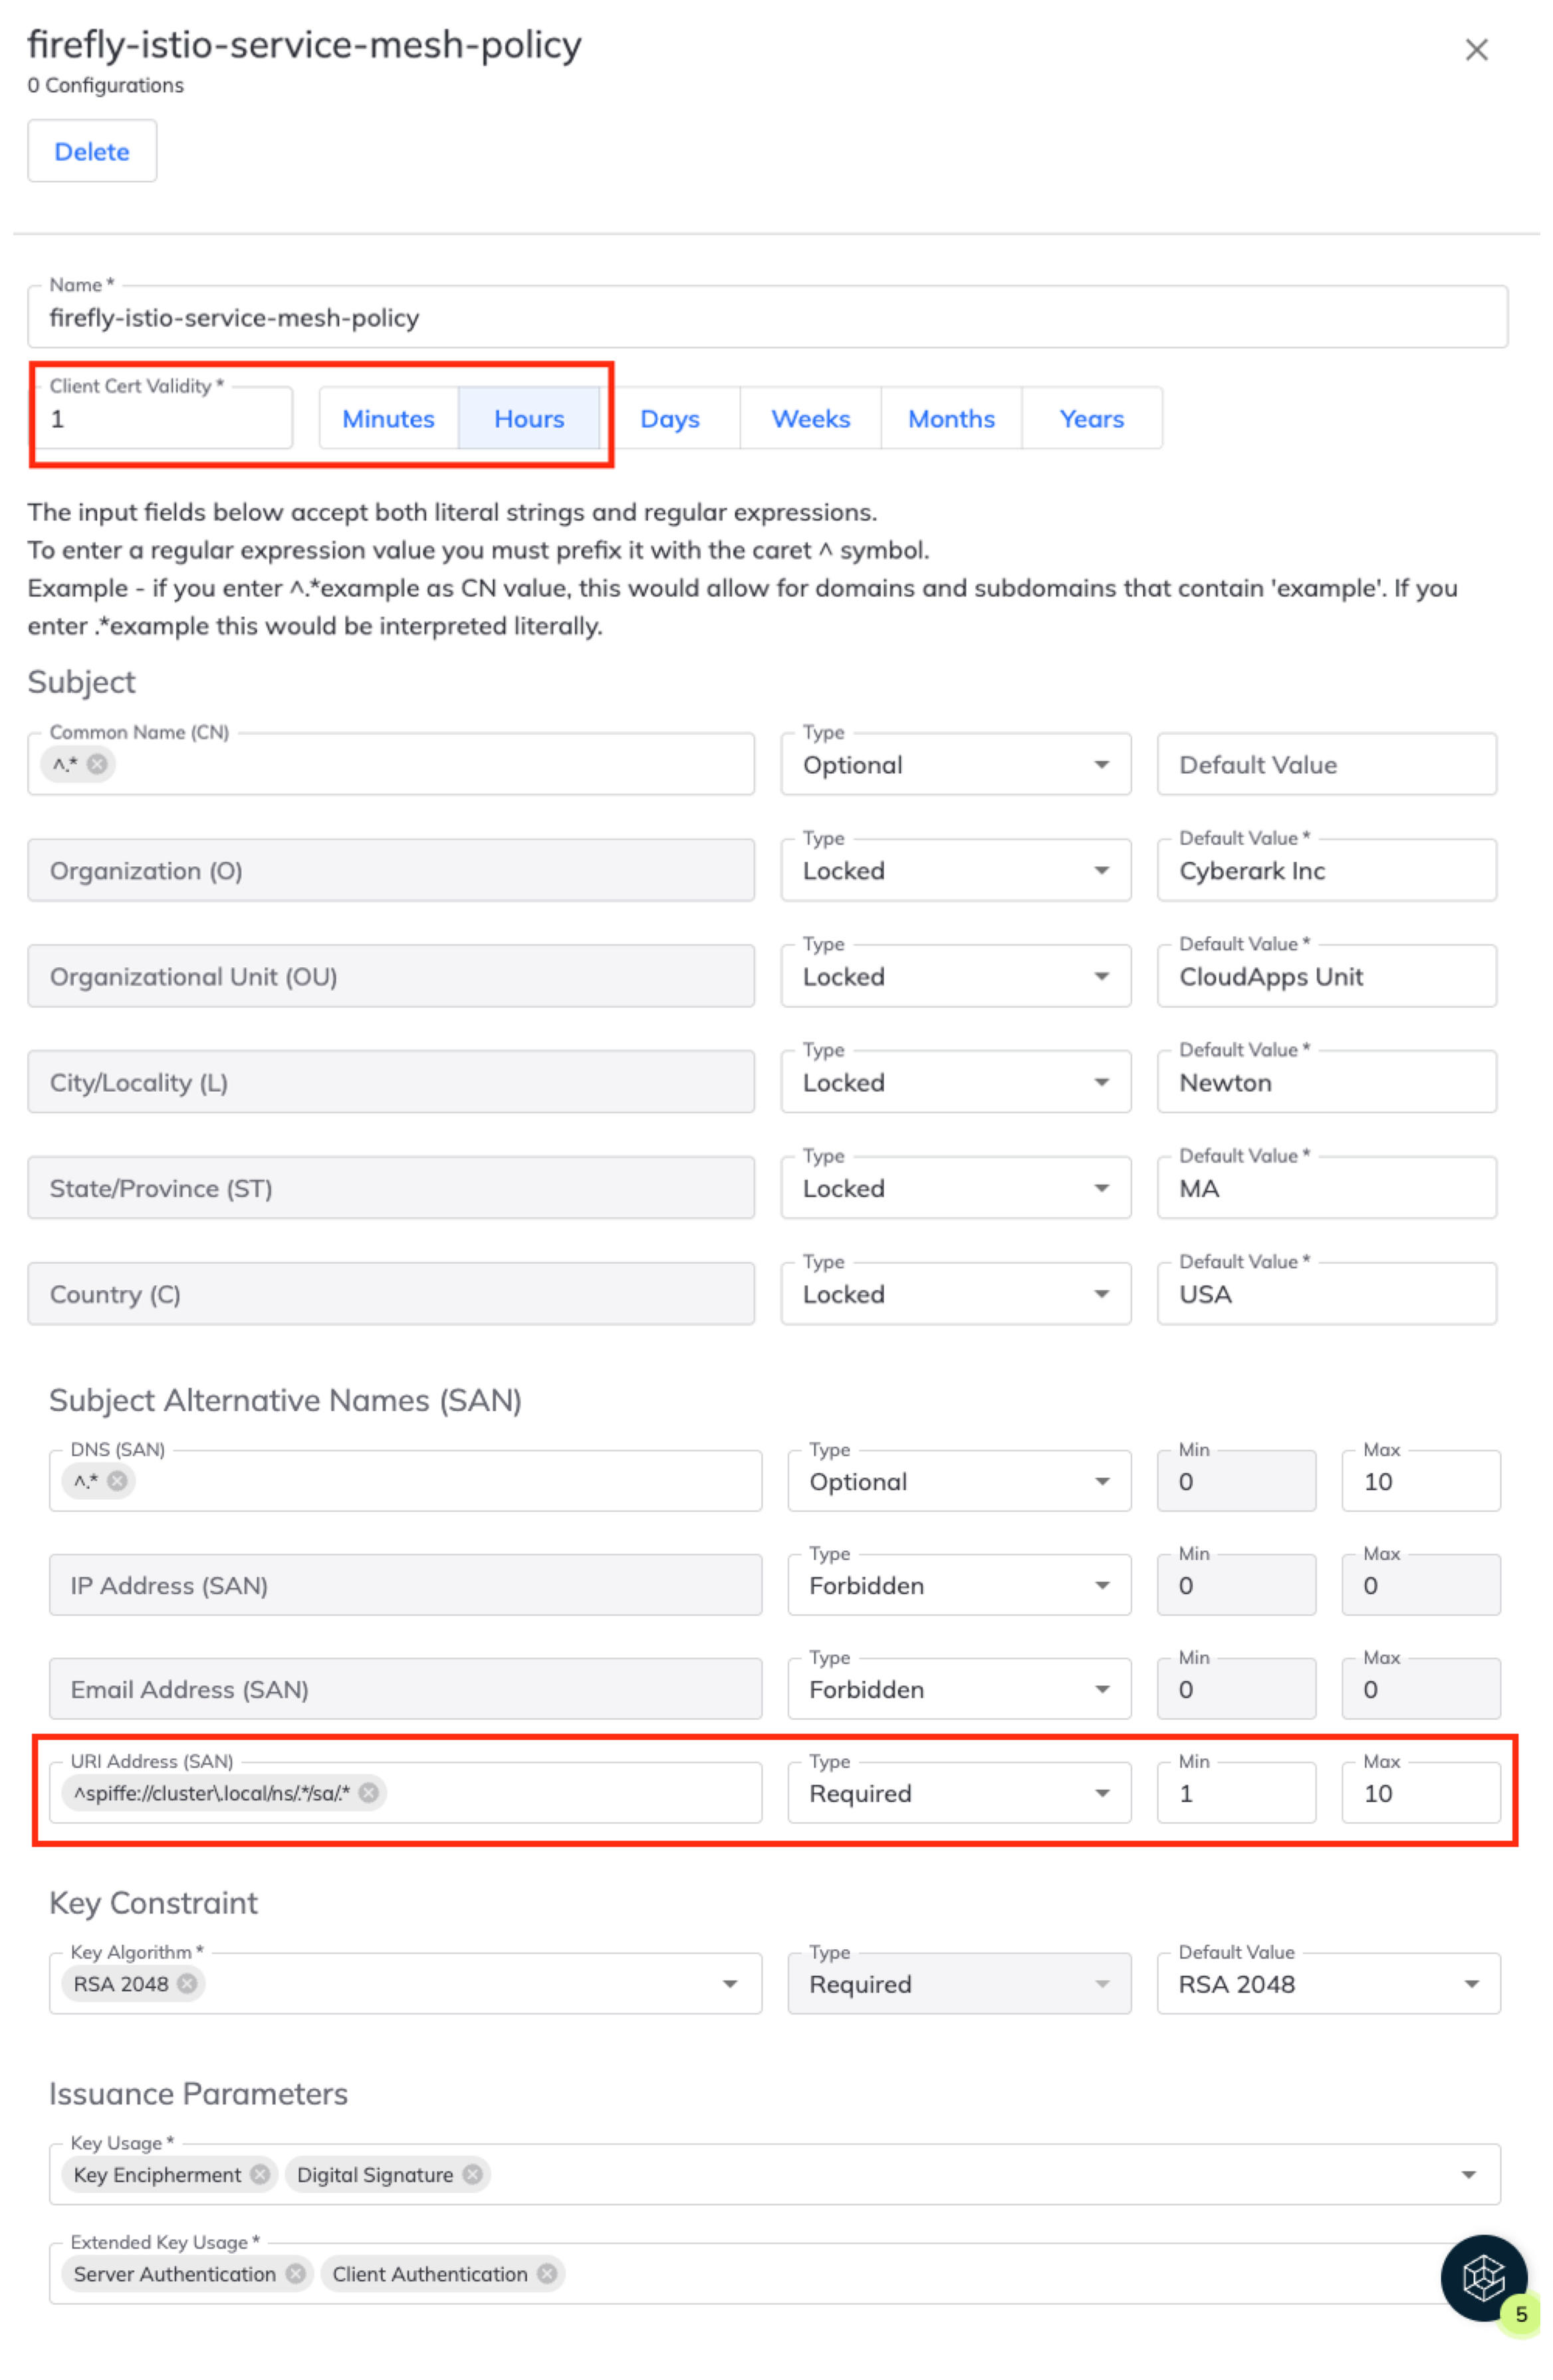 firefly-istio-service-mesh-policy
0 Configurations
Delete
Name *
firefly-istio-service-mesh-policy
Client Cert Validity *
1 Minutes Hours Days Weeks Months Years
The input fields below accept both literal strings and regular expressions.
To enter a regular expression value you must prefix it with the caret ^ symbol.
Example - if you enter ^.*example as CN value, this would allow for domains and subdomains that contain 'example'. If you
enter .*example this would be interpreted literally.
Subject
Common Name (CN) Type
^.* Optional Default Value
Type Default Value *
Organization (O) Locked Cyberark Inc
Type Default Value *
Organizational Unit (OU) Locked CloudApps Unit
Type Default Value *
City/Locality (L) Locked Newton
Type Default Value *
State/Province (ST) Locked MA
Type Default Value *
Country (C) Locked USA
Subject Alternative Names (SAN)
DNS (SAN) Type Min Max
^.* Optional 0 10
Type Min Max
IP Address (SAN) Forbidden 0 0
Type Min Max
Email Address (SAN) Forbidden 0 0
URI Address (SAN) Type Min Max
^spiffe://cluster\.local/ns/.*/sa/.* Required 1 10
Key Constraint
Key Algorithm * Type Default Value
RSA 2048 Required RSA 2048
Issuance Parameters
Key Usage *
Key Encipherment Digital Signature
Extended Key Usage *
Server Authentication Client Authentication
5